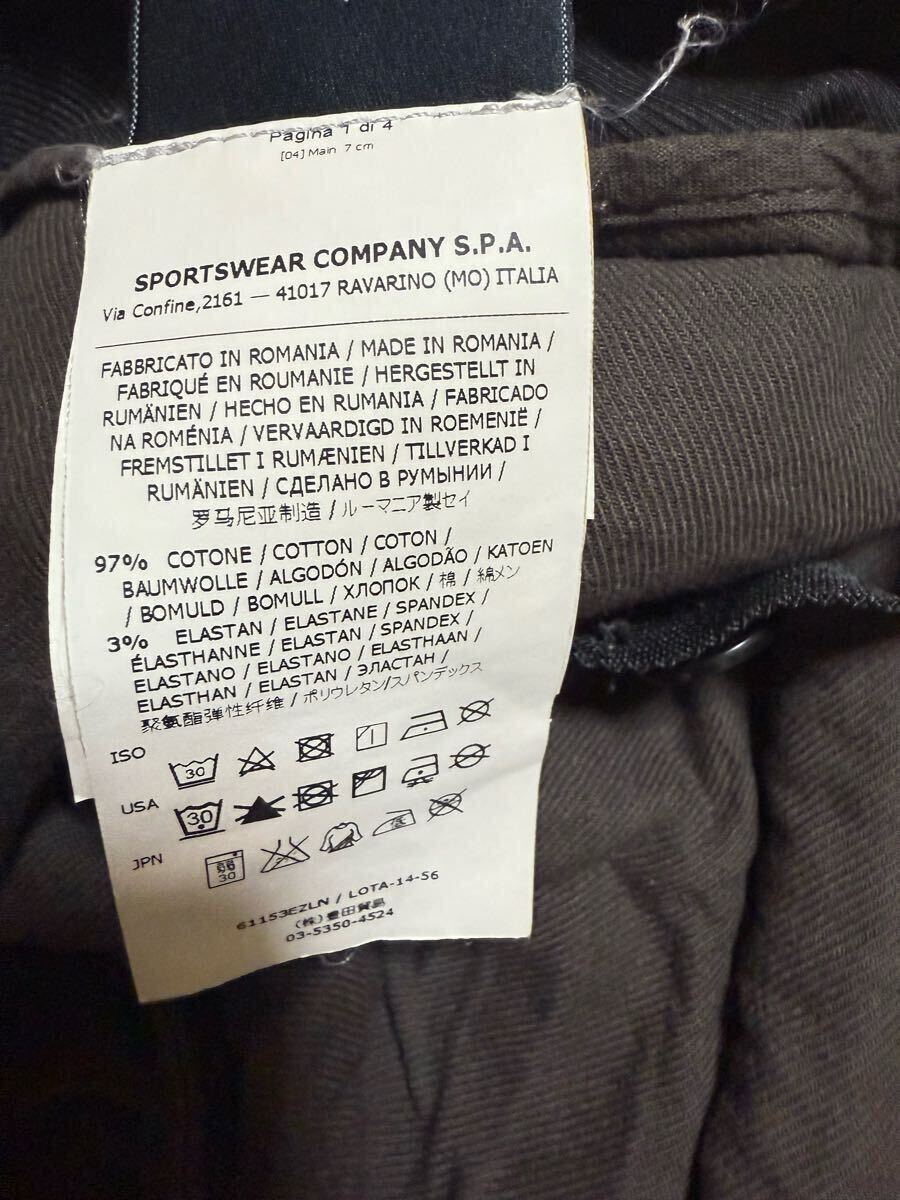 Pagina 1 di 4
[04] Main 7 cm
SPORTSWEAR COMPANY S.P.A.
Via Confine,2161 — 41017 RAVARINO (MO) ITALIA
FABBRICATO IN ROMANIA / MADE IN ROMANIA /
FABRIQUÉ EN ROUMANIE / HERGESTELLT IN
RUMÄNIEN / HECHO EN RUMANIA / FABRICADO
NA ROMÉNIA / VERVAARDIGD IN ROEMENIË /
FREMSTILLET I RUMÆNIEN / TILLVERKAD I
RUMÄNIEN / СДЕЛАНО В РУМЫНИИ /
罗马尼亚制造 / ルーマニア製セイ
97% COTONE / COTTON / COTON /
BAUMWOLLE / ALGODÓN / ALGODÃO / KATOEN
/ BOMULD / BOMULL / ХЛОПОК / 棉 / 綿メン
3% ELASTAN / ELASTANE / SPANDEX /
ÉLASTHANNE / ELASTAN / SPANDEX /
ELASTANO / ELASTANO / ELASTHAAN /
ELASTHAN / ELASTAN / ЭЛАСТАН /
聚氨酯弹性纤维 / ポリウレタン/スパンデックス
ISO 30
USA 30
JPN 弱 30
61153EZLN / LOTA-14-56
(株)豊田貿易
03-5350-4524